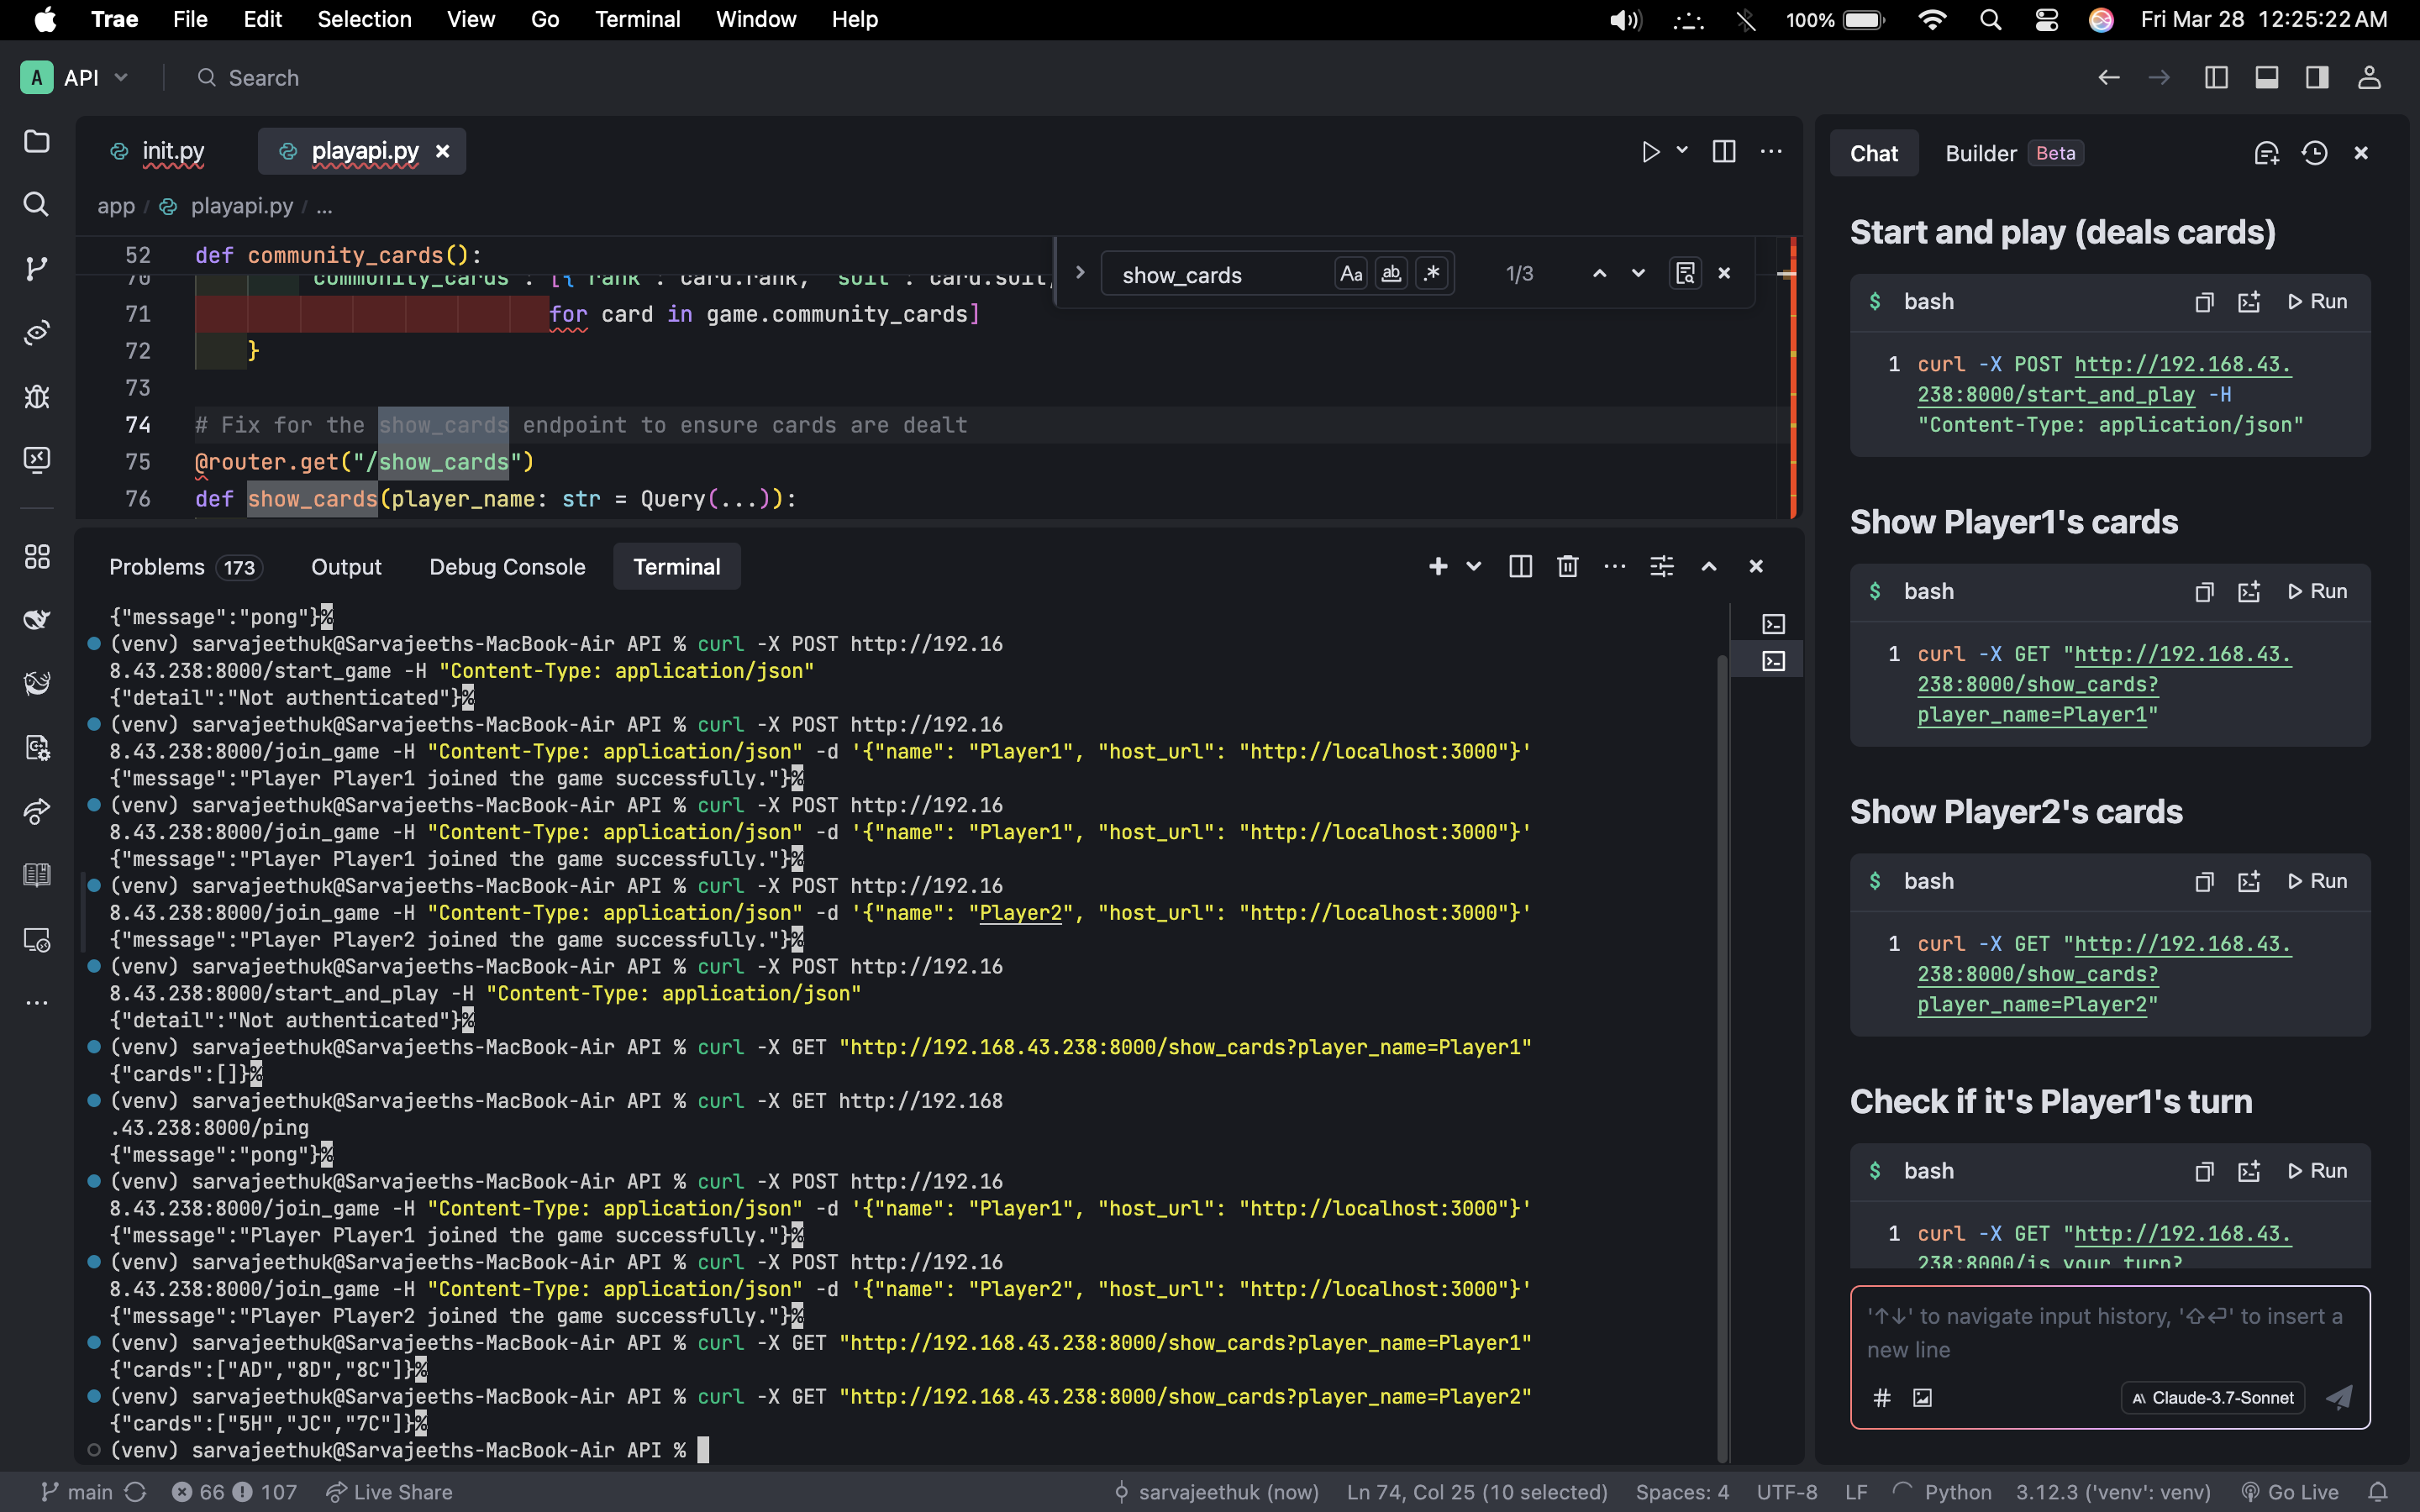 Trae File Edit Selection View Go Terminal Window Help 100% Fri Mar 28 12:25:22 AM
A API Search
init.py playapi.py
app / playapi.py / ...
52 def community_cards():
show_cards Aa ab .* 1/3
70 "community_cards": [{"rank": card.rank, "suit": card.suit,
71 for card in game.community_cards]
72 }
73
74 # Fix for the show_cards endpoint to ensure cards are dealt
75 @router.get("/show_cards")
76 def show_cards(player_name: str = Query(...)):
Problems 173 Output Debug Console Terminal
{"message":"pong"}%
(venv) sarvajeethuk@Sarvajeeths-MacBook-Air API % curl -X POST http://192.16
8.43.238:8000/start_game -H "Content-Type: application/json"
{"detail":"Not authenticated"}%
(venv) sarvajeethuk@Sarvajeeths-MacBook-Air API % curl -X POST http://192.16
8.43.238:8000/join_game -H "Content-Type: application/json" -d '{"name": "Player1", "host_url": "http://localhost:3000"}'
{"message":"Player Player1 joined the game successfully."}%
(venv) sarvajeethuk@Sarvajeeths-MacBook-Air API % curl -X POST http://192.16
8.43.238:8000/join_game -H "Content-Type: application/json" -d '{"name": "Player1", "host_url": "http://localhost:3000"}'
{"message":"Player Player1 joined the game successfully."}%
(venv) sarvajeethuk@Sarvajeeths-MacBook-Air API % curl -X POST http://192.16
8.43.238:8000/join_game -H "Content-Type: application/json" -d '{"name": "Player2", "host_url": "http://localhost:3000"}'
{"message":"Player Player2 joined the game successfully."}%
(venv) sarvajeethuk@Sarvajeeths-MacBook-Air API % curl -X POST http://192.16
8.43.238:8000/start_and_play -H "Content-Type: application/json"
{"detail":"Not authenticated"}%
(venv) sarvajeethuk@Sarvajeeths-MacBook-Air API % curl -X GET "http://192.168.43.238:8000/show_cards?player_name=Player1"
{"cards":[]}%
(venv) sarvajeethuk@Sarvajeeths-MacBook-Air API % curl -X GET http://192.168
.43.238:8000/ping
{"message":"pong"}%
(venv) sarvajeethuk@Sarvajeeths-MacBook-Air API % curl -X POST http://192.16
8.43.238:8000/join_game -H "Content-Type: application/json" -d '{"name": "Player1", "host_url": "http://localhost:3000"}'
{"message":"Player Player1 joined the game successfully."}%
(venv) sarvajeethuk@Sarvajeeths-MacBook-Air API % curl -X POST http://192.16
8.43.238:8000/join_game -H "Content-Type: application/json" -d '{"name": "Player2", "host_url": "http://localhost:3000"}'
{"message":"Player Player2 joined the game successfully."}%
(venv) sarvajeethuk@Sarvajeeths-MacBook-Air API % curl -X GET "http://192.168.43.238:8000/show_cards?player_name=Player1"
{"cards":["AD","8D","8C"]}%
(venv) sarvajeethuk@Sarvajeeths-MacBook-Air API % curl -X GET "http://192.168.43.238:8000/show_cards?player_name=Player2"
{"cards":["5H","JC","7C"]}%
(venv) sarvajeethuk@Sarvajeeths-MacBook-Air API %
Chat Builder Beta
Start and play (deals cards)
$ bash Run
1 curl -X POST http://192.168.43.
238:8000/start_and_play -H
"Content-Type: application/json"
Show Player1's cards
$ bash Run
1 curl -X GET "http://192.168.43.
238:8000/show_cards?
player_name=Player1"
Show Player2's cards
$ bash Run
1 curl -X GET "http://192.168.43.
238:8000/show_cards?
player_name=Player2"
Check if it's Player1's turn
$ bash Run
1 curl -X GET "http://192.168.43.
238:8000/is_your_turn?
'↑↓' to navigate input history, '⇧⏎' to insert a
new line
# Claude-3.7-Sonnet
main 66 107 Live Share sarvajeethuk (now) Ln 74, Col 25 (10 selected) Spaces: 4 UTF-8 LF Python 3.12.3 ('venv': venv) Go Live